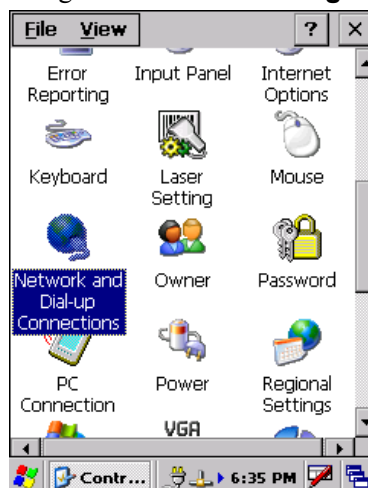 File View ? ×
Error Reporting
Input Panel
Internet Options
Keyboard
Laser Setting
Mouse
Network and Dial-up Connections
Owner
Password
PC Connection
Power
Regional Settings
VGA
Contr... 6:35 PM